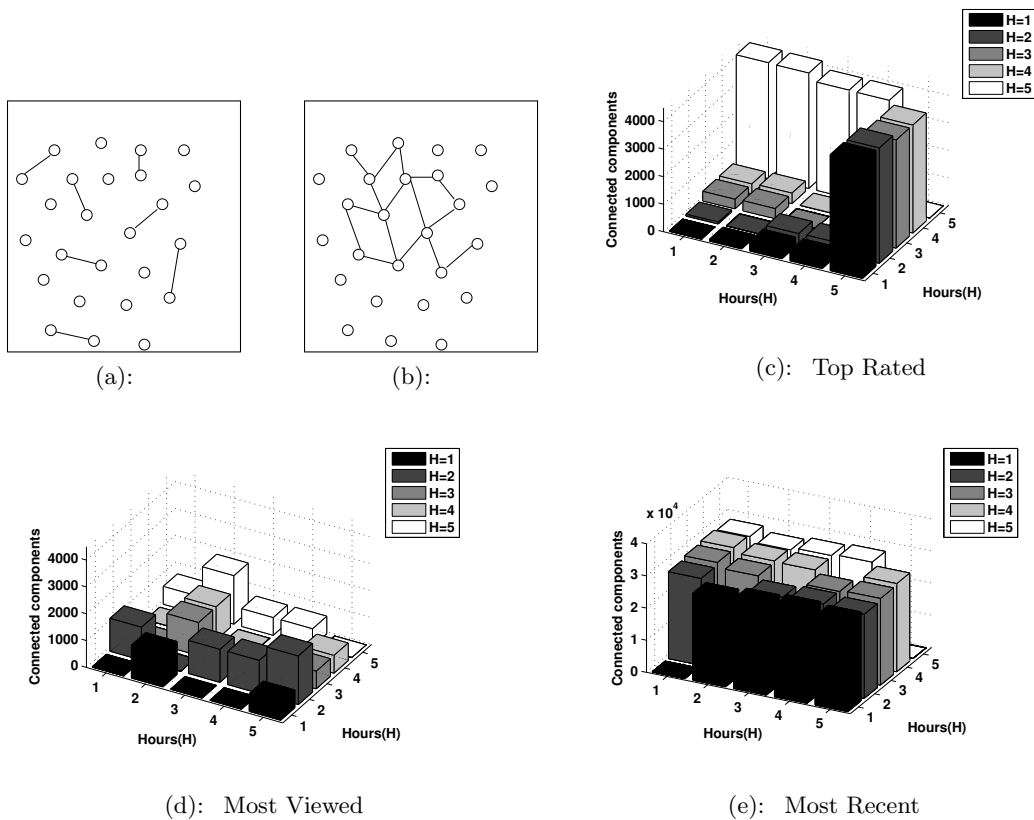 H=1
H=2
H=3
H=4
H=5
Connected components
4000
3000
2000
1000
0
1
2
3
4
5
Hours(H)
1
2
3
4
5
Hours(H)
(a):
(b):
(c): Top Rated
H=1
H=2
H=3
H=4
H=5
Connected components
4000
3000
2000
1000
0
1
2
3
4
5
Hours(H)
1
2
3
4
5
Hours(H)
(d): Most Viewed
H=1
H=2
H=3
H=4
H=5
x 10^4
Connected components
4
3
2
1
0
1
2
3
4
5
Hours(H)
1
2
3
4
5
Hours(H)
(e): Most Recent